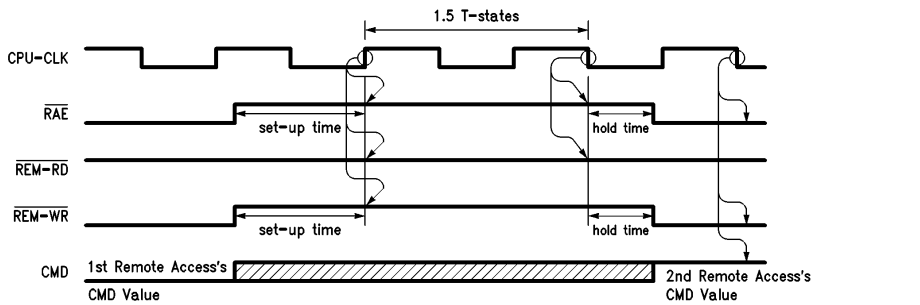 1.5 T-states
CPU-CLK
RAE
set-up time
hold time
REM-RD
REM-WR
set-up time
hold time
CMD
1st Remote Access's
CMD Value
2nd Remote Access's
CMD Value